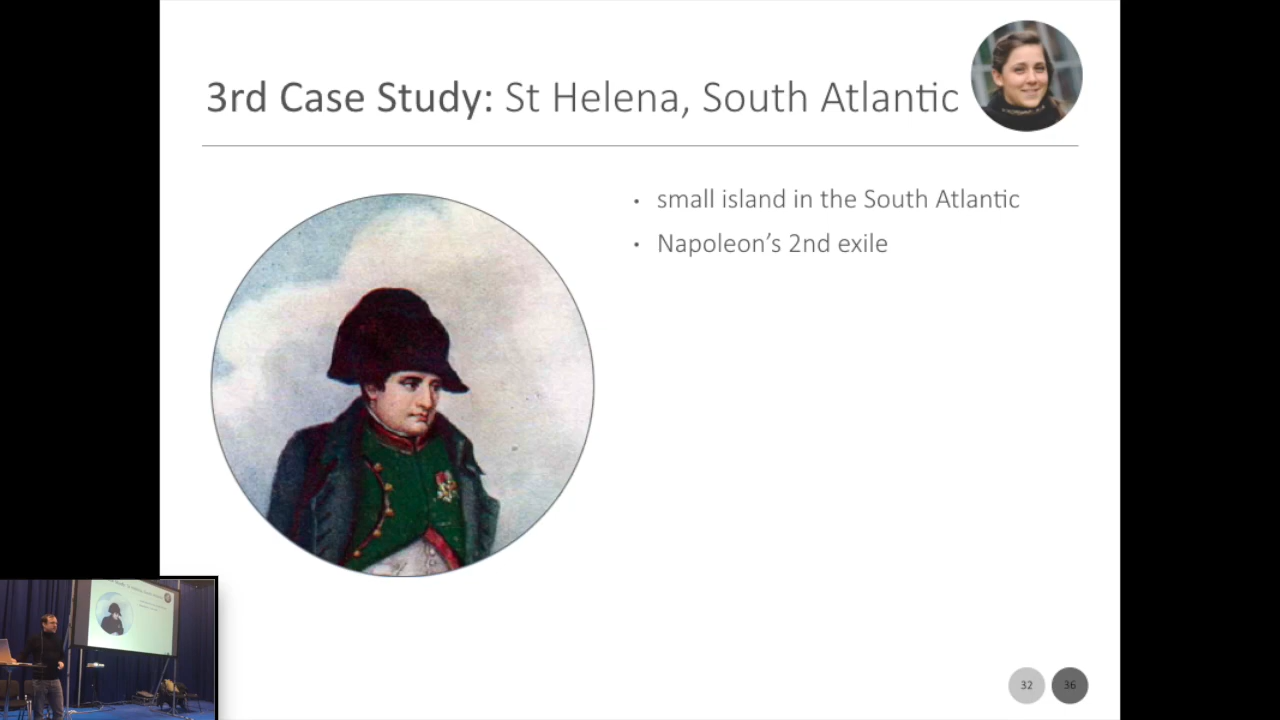 3rd Case Study: St Helena, South Atlantic
• small island in the South Atlantic
• Napoleon’s 2nd exile
32 36